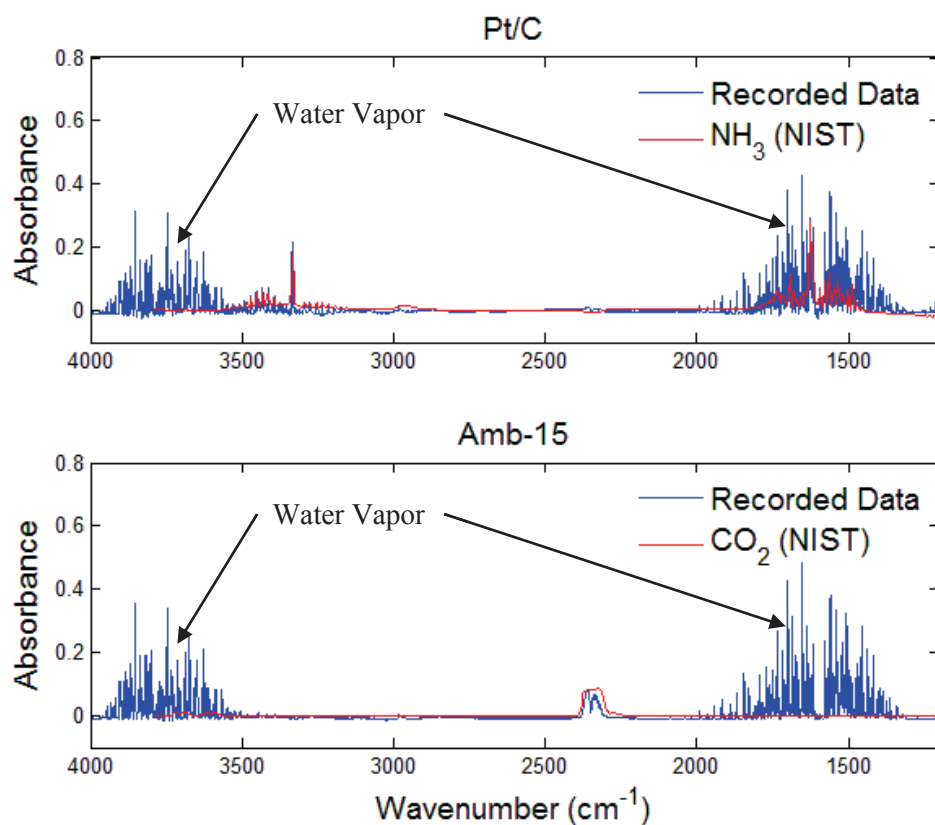 Pt/C
0.8
0.6
0.4
0.2
0
Absorbance
Water Vapor
Recorded Data
NH3 (NIST)
4000 3500 3000 2500 2000 1500
Amb-15
0.8
0.6
0.4
0.2
0
Absorbance
Water Vapor
Recorded Data
CO2 (NIST)
4000 3500 3000 2500 2000 1500
Wavenumber (cm-1)